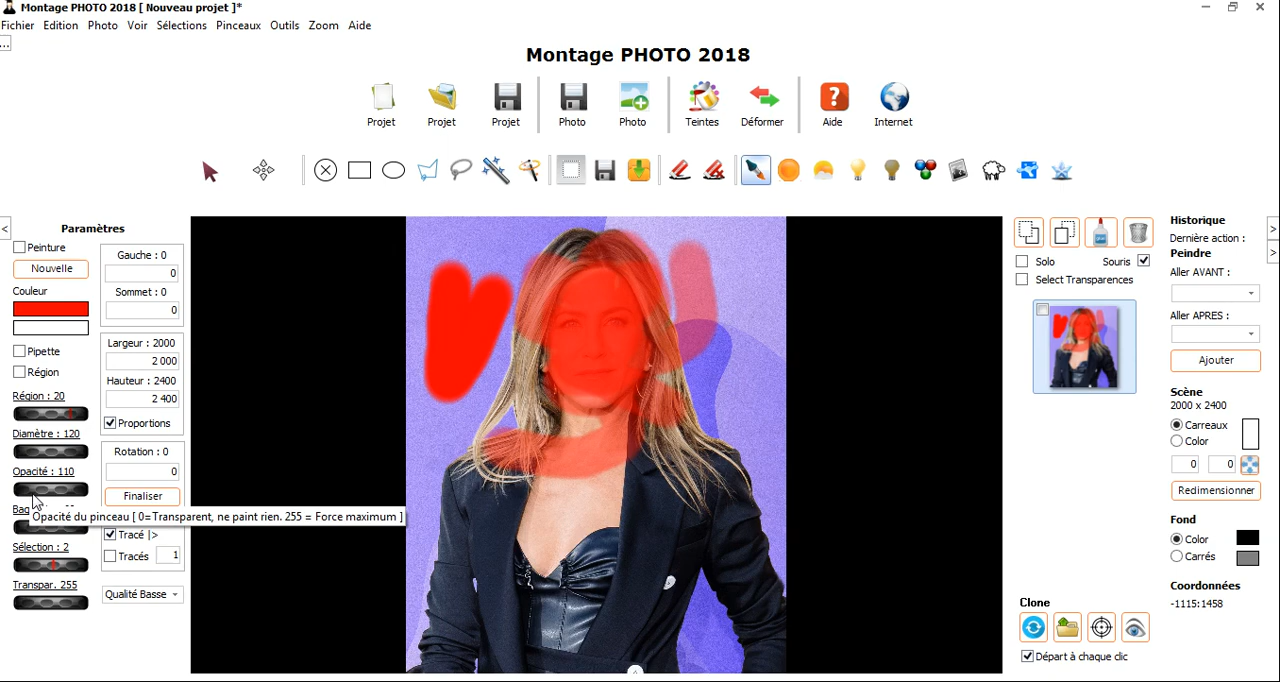 Montage PHOTO 2018 [ Nouveau projet ]*
Fichier Edition Photo Voir Sélections Pinceaux Outils Zoom Aide
...
Montage PHOTO 2018
Projet Projet Projet Photo Photo Teintes Déformer Aide Internet
<
Paramètres
Peinture
Nouvelle
Couleur
Pipette
Région
Région : 20
Diamètre : 120
Opacité : 110
Opacité du pinceau [ 0=Transparent, ne paint rien. 255 = Force maximum ]
Sélection : 2
Transpar. 255
Gauche : 0
0
Sommet : 0
0
Largeur : 2000
2 000
Hauteur : 2400
2 400
Proportions
Rotation : 0
0
Finaliser
Tracé |>
Tracés 1
Qualité Basse
Solo Souris
Select Transparences
Clone
Départ à chaque clic
Historique
Dernière action :
Peindre
Aller AVANT :
Aller APRES :
Ajouter
Scène
2000 x 2400
Carreaux
Color
0 0
Redimensionner
Fond
Color
Carrés
Coordonnées
-1115:1458
>
>